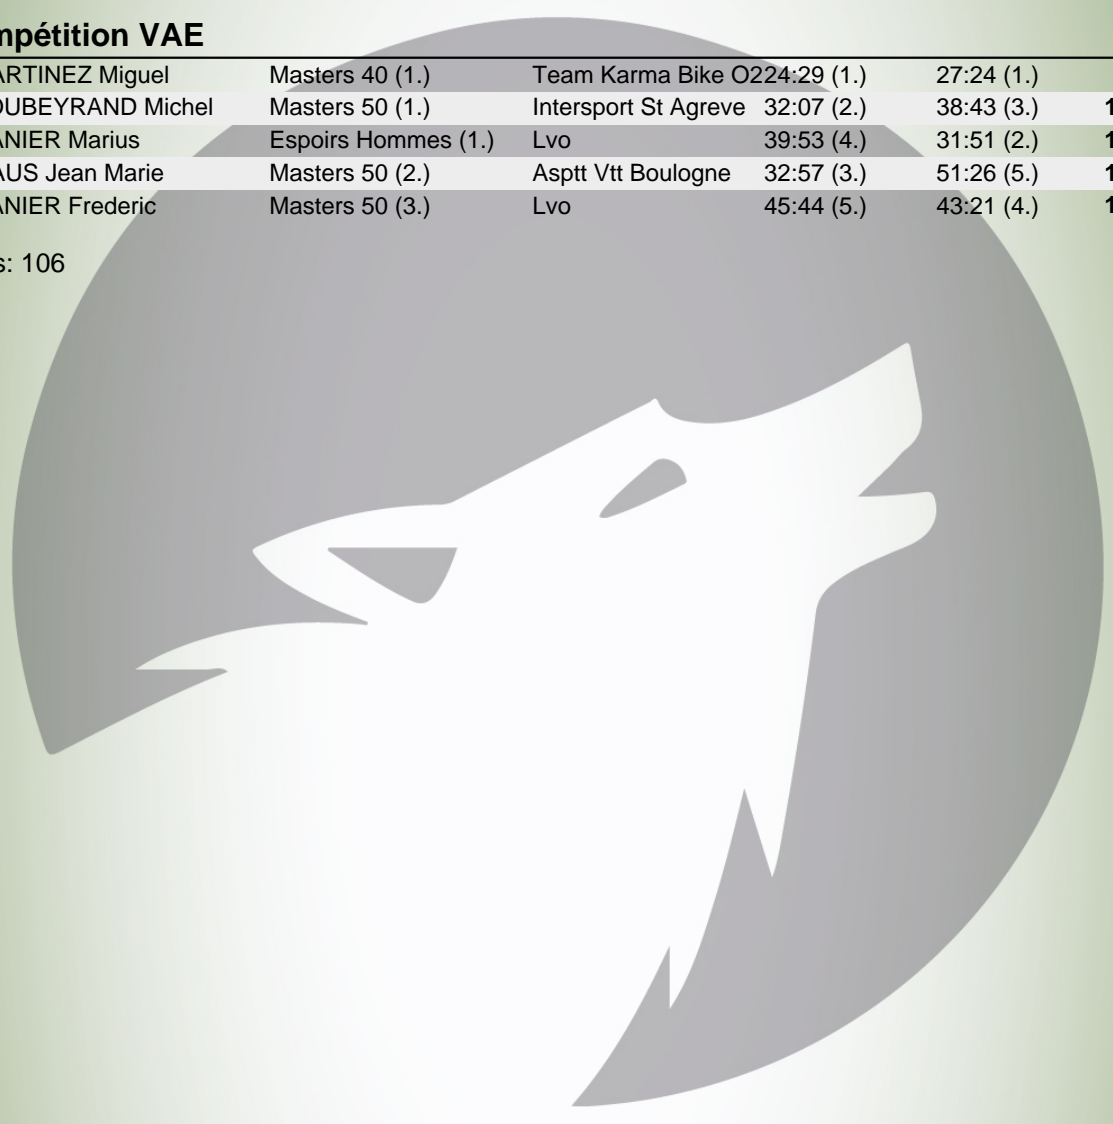 mpétition VAE
ARTINEZ Miguel Masters 40 (1.) Team Karma Bike O224:29 (1.) 27:24 (1.)
OUBEYRAND Michel Masters 50 (1.) Intersport St Agreve 32:07 (2.) 38:43 (3.) 1
ANIER Marius Espoirs Hommes (1.) Lvo 39:53 (4.) 31:51 (2.) 1
AUS Jean Marie Masters 50 (2.) Asptt Vtt Boulogne 32:57 (3.) 51:26 (5.) 1
ANIER Frederic Masters 50 (3.) Lvo 45:44 (5.) 43:21 (4.) 1
s: 106